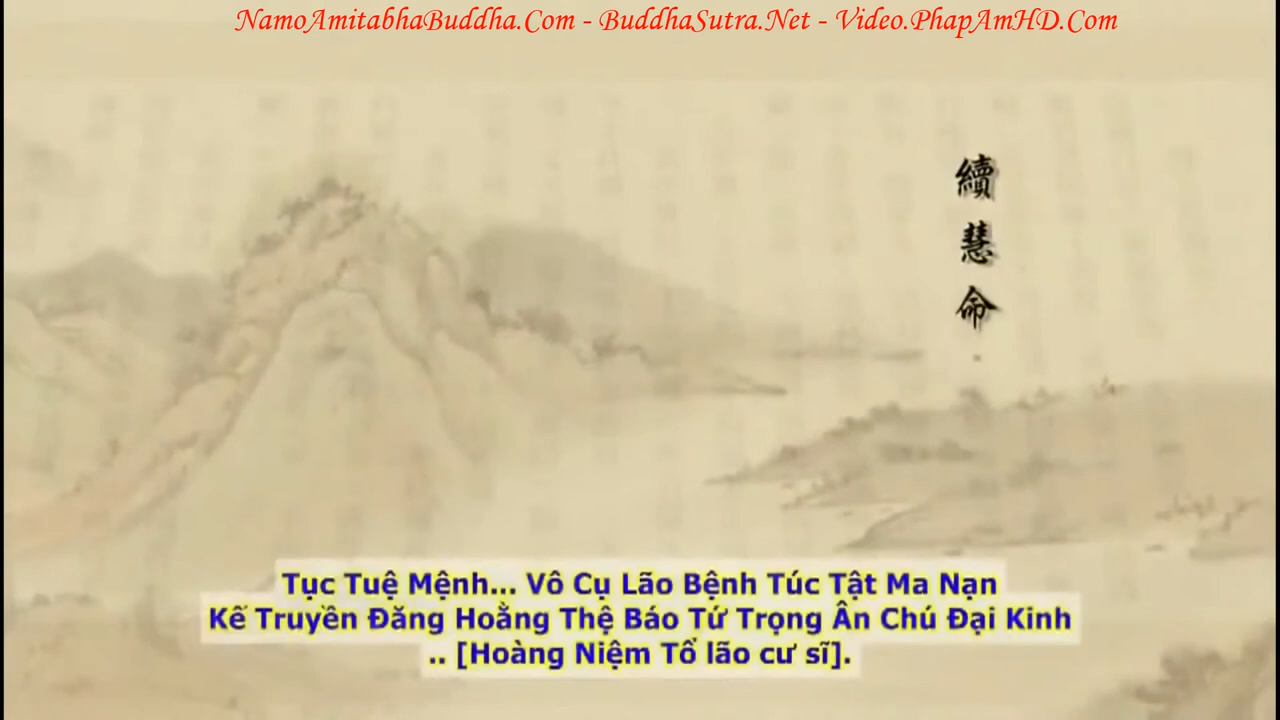 NamoAmitabhaBuddha.Com - BuddhaSutra.Net - Video.PhapAmHD.Com
續慧命
Tục Tuệ Mệnh... Vô Cụ Lão Bệnh Túc Tật Ma Nạn
Kế Truyền Đăng Hoằng Thệ Báo Tứ Trọng Ân Chú Đại Kinh
.. [Hoàng Niệm Tổ lão cư sĩ].